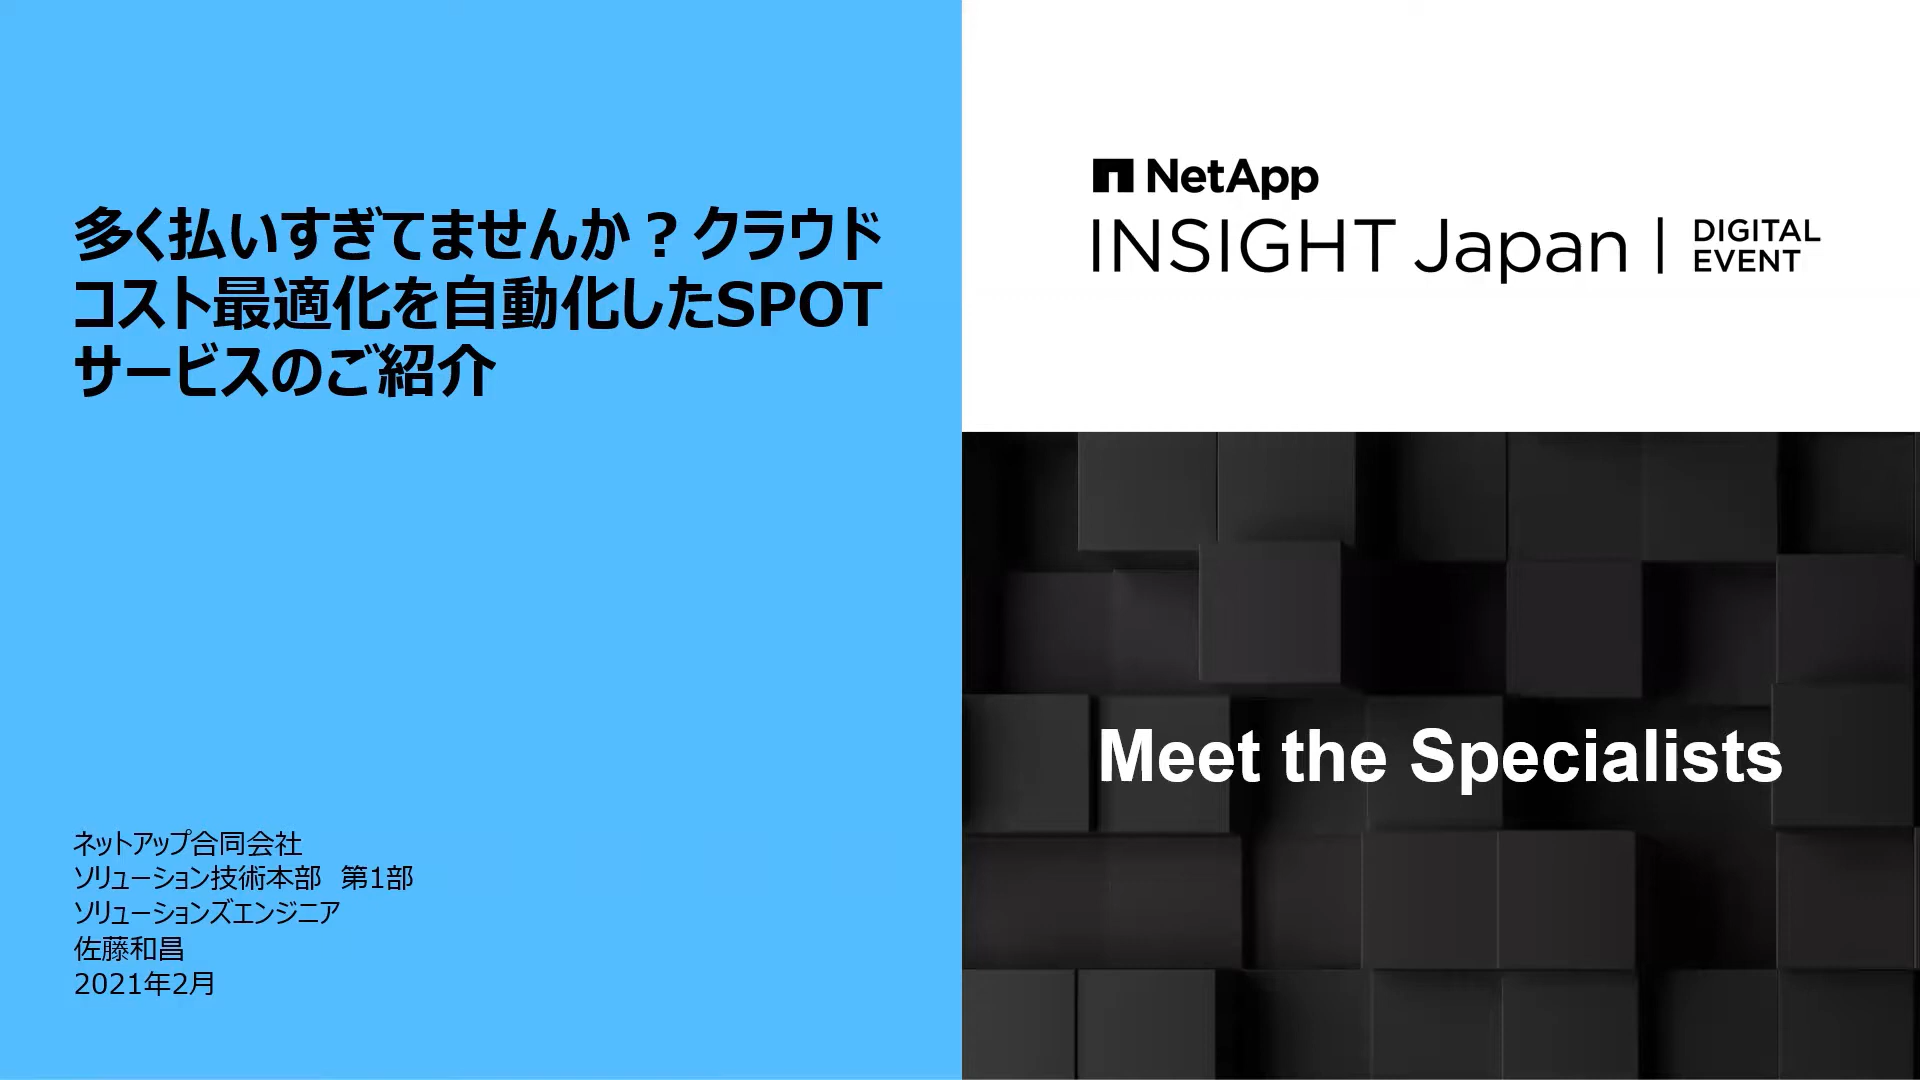 多く払いすぎてませんか？クラウド
コスト最適化を自動化したSPOT
サービスのご紹介
ネットアップ合同会社
ソリューション技術本部　第1部
ソリューションズエンジニア
佐藤和昌
2021年2月
NetApp
INSIGHT Japan | DIGITAL EVENT
Meet the Specialists